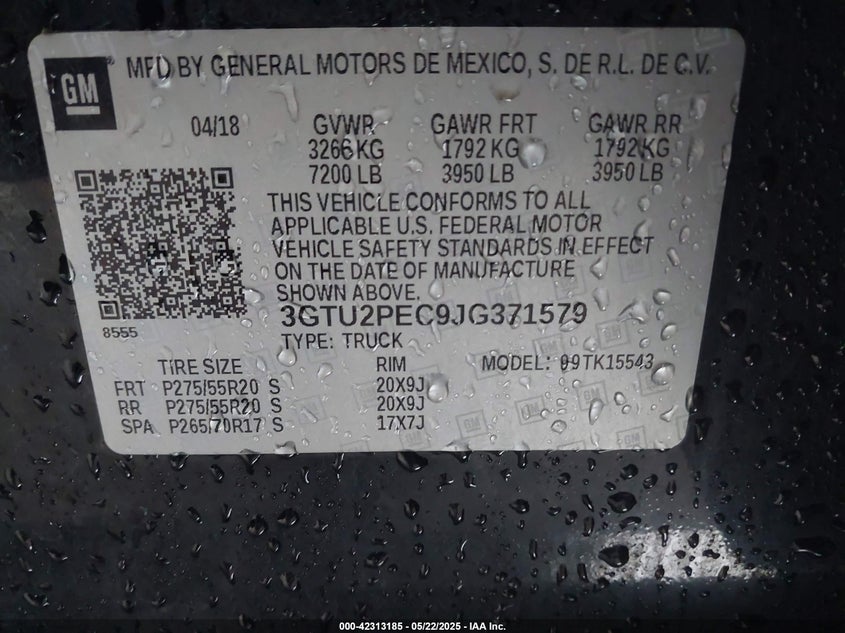 GM
MFD BY GENERAL MOTORS DE MEXICO, S. DE R.L. DE C.V.
04/18 GVWR GAWR FRT GAWR RR
3266 KG 1792 KG 1792 KG
7200 LB 3950 LB 3950 LB
THIS VEHICLE CONFORMS TO ALL
APPLICABLE U.S. FEDERAL MOTOR
VEHICLE SAFETY STANDARDS IN EFFECT
ON THE DATE OF MANUFACTURE
SHOWN ABOVE.
8555
3GTU2PEC9JG371579
TYPE: TRUCK
TIRE SIZE RIM MODEL: 09TK15543
FRT P275/55R20 S 20X9J
RR P275/55R20 S 20X9J
SPA P265/70R17 S 17X7J
000-42313185 - 05/22/2025 - IAA Inc.